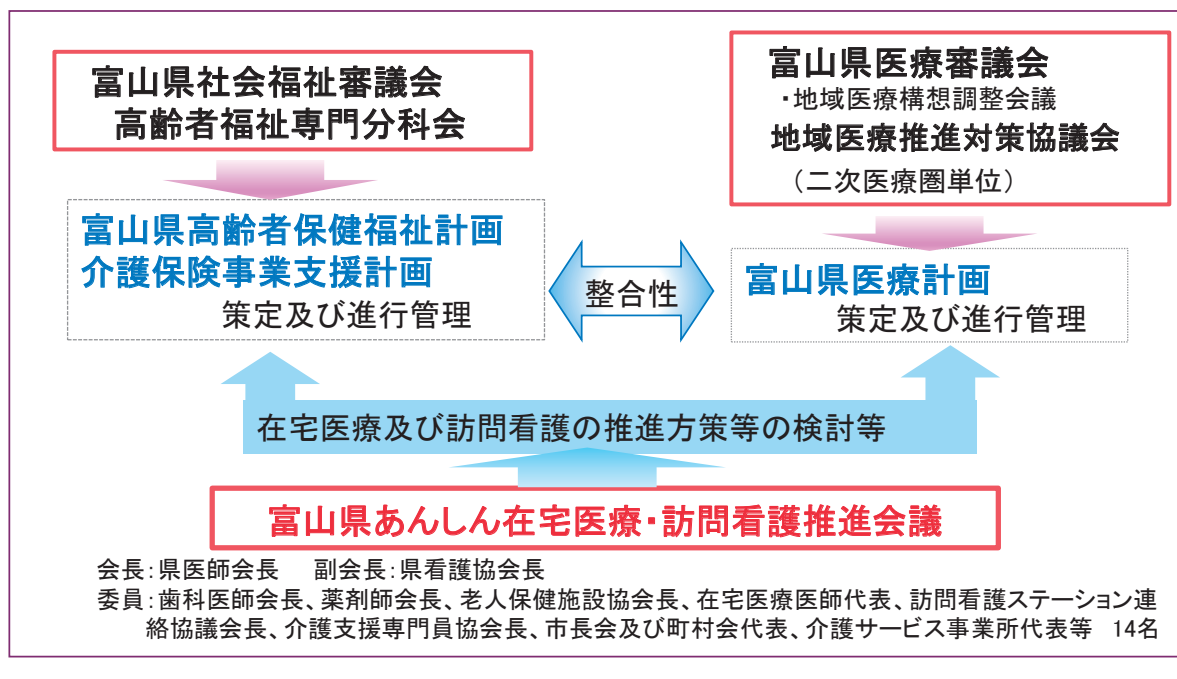 富山県社会福祉審議会
高齢者福祉専門分科会
富山県医療審議会
・地域医療構想調整会議
地域医療推進対策協議会
（二次医療圏単位）
富山県高齢者保健福祉計画
介護保険事業支援計画
策定及び進行管理
整合性
富山県医療計画
策定及び進行管理
在宅医療及び訪問看護の推進方策等の検討等
富山県あんしん在宅医療・訪問看護推進会議
会長：県医師会長　副会長：県看護協会長
委員：歯科医師会長、薬剤師会長、老人保健施設協会長、在宅医療医師代表、訪問看護ステーション連
絡協議会長、介護支援専門員協会長、市長会及び町村会代表、介護サービス事業所代表等　14名